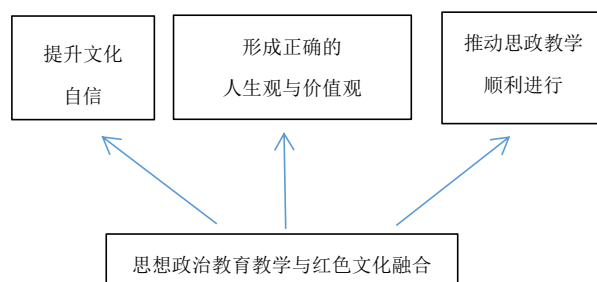 提升文化
自信
形成正确的
人生观与价值观
推动思政教学
顺利进行
思想政治教育教学与红色文化融合